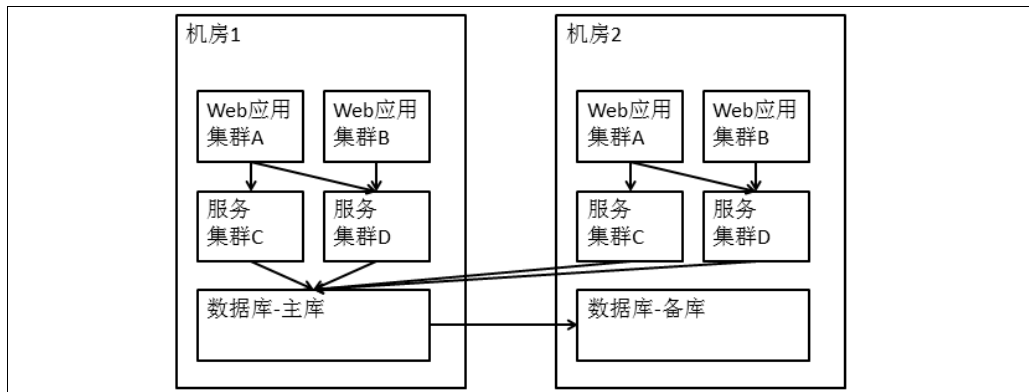 机房1
Web应用
集群A
Web应用
集群B
服务
集群C
服务
集群D
数据库-主库
机房2
Web应用
集群A
Web应用
集群B
服务
集群C
服务
集群D
数据库-备库